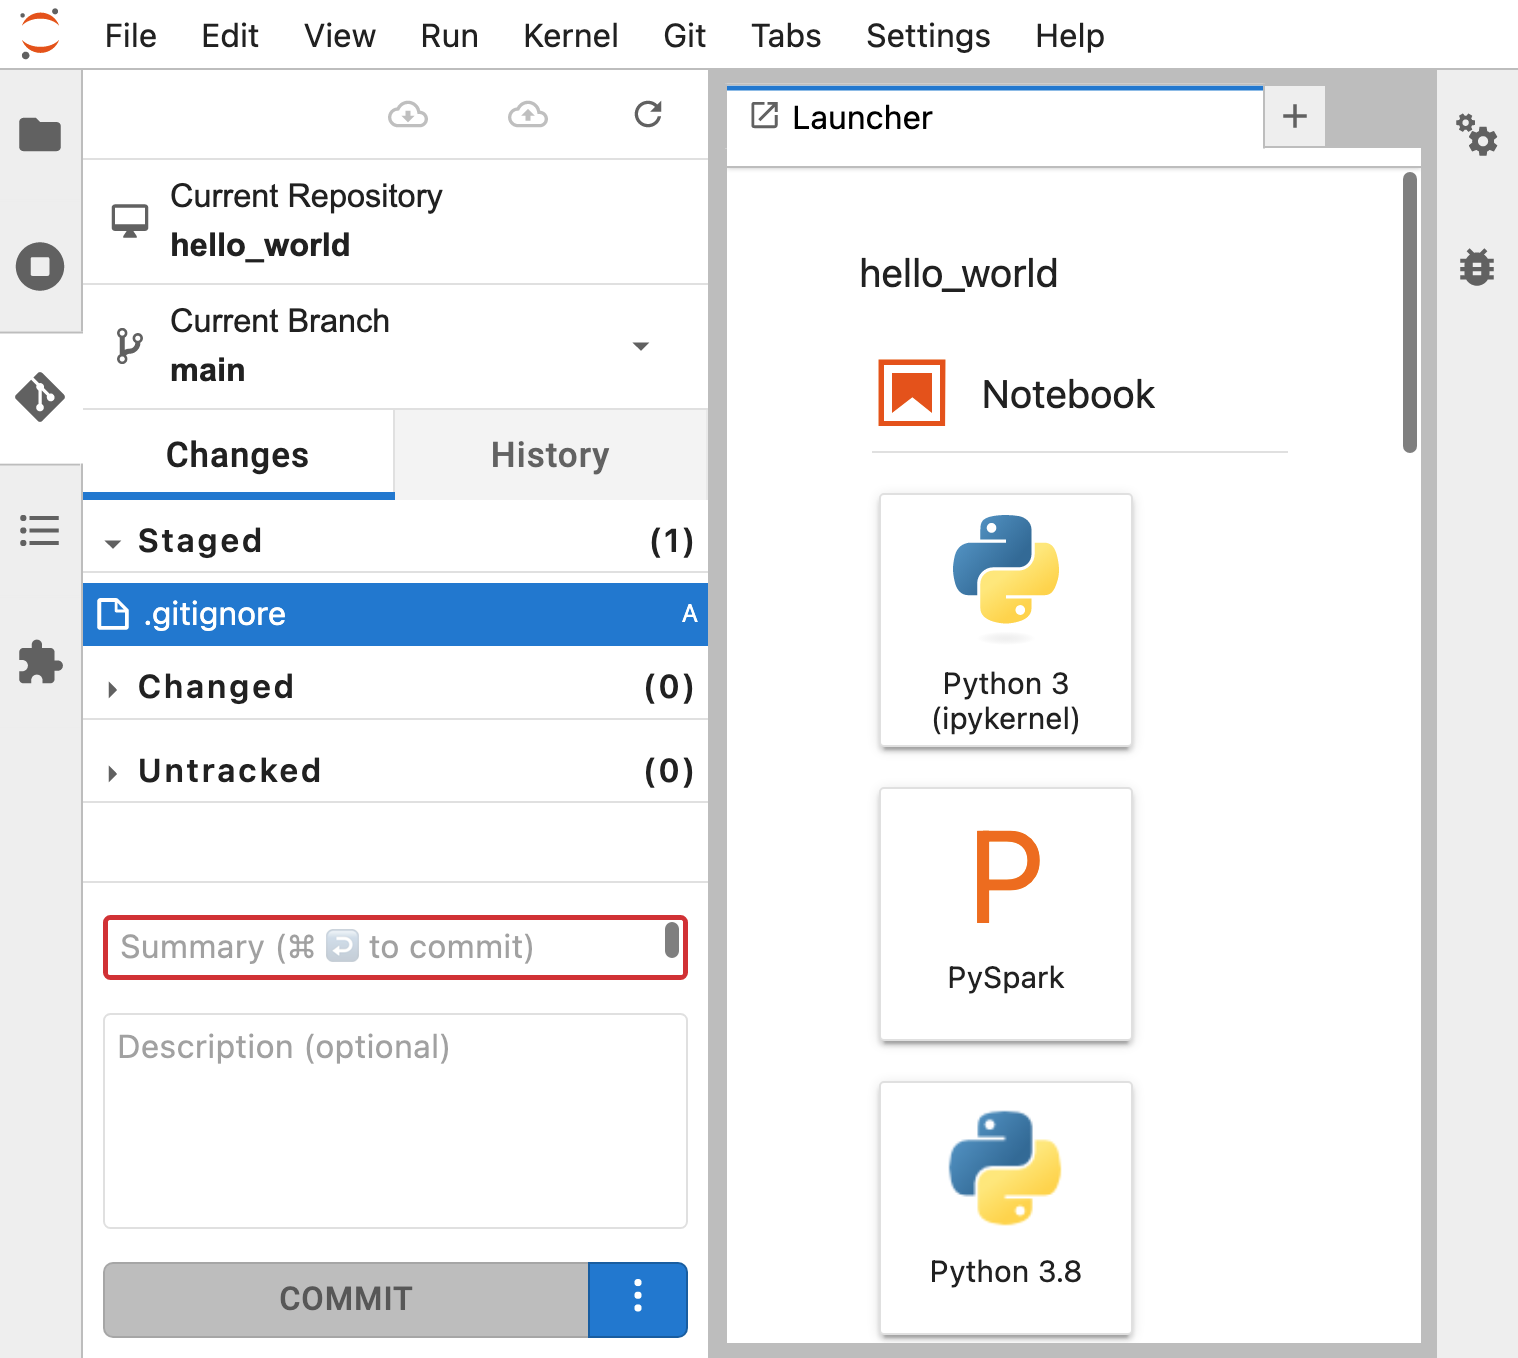 File Edit View Run Kernel Git Tabs Settings Help
Current Repository
hello_world
Current Branch
main
Changes
History
Staged (1)
.gitignore A
Changed (0)
Untracked (0)
Summary (⌘ ↩ to commit)
Description (optional)
COMMIT
Launcher
hello_world
Notebook
Python 3
(ipykernel)
P
PySpark
Python 3.8